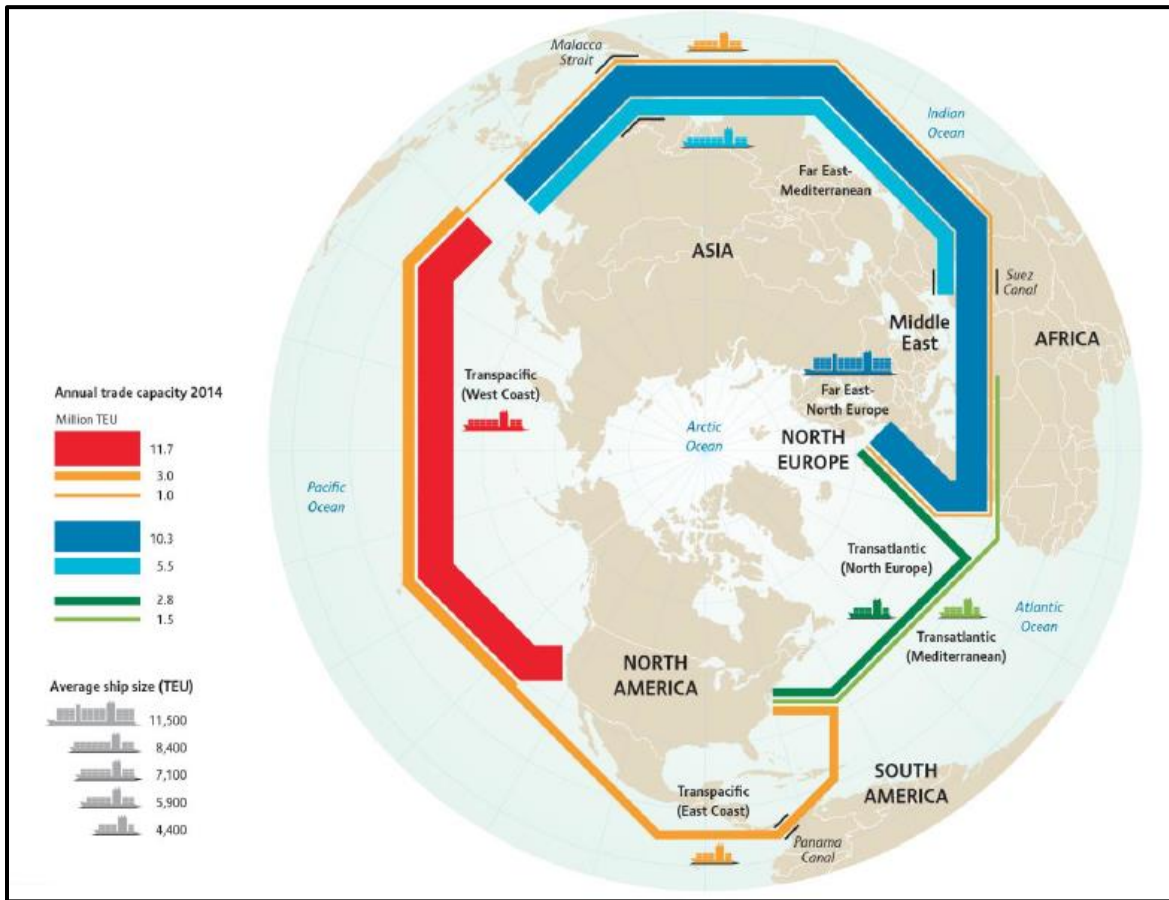 Malacca
Strait
Indian
Ocean
Far East-
Mediterranean
ASIA
Suez
Canal
Middle
East
AFRICA
Transpacific
(West Coast)
Far East-
North Europe
Arctic
Ocean
NORTH
EUROPE
Pacific
Ocean
Annual trade capacity 2014
Million TEU
11.7
3.0
1.0
10.3
5.5
2.8
1.5
Transatlantic
(North Europe)
Atlantic
Ocean
Transatlantic
(Mediterranean)
NORTH
AMERICA
Average ship size (TEU)
11,500
8,400
7,100
5,900
4,400
SOUTH
AMERICA
Transpacific
(East Coast)
Panama
Canal